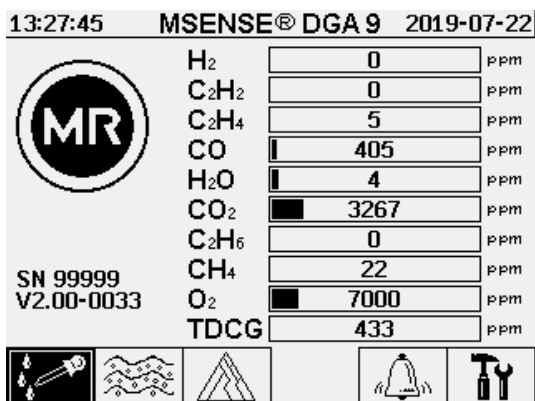 13:27:45 MSENSE® DGA 9 2019-07-22
H₂ 0 ppm
C₂H₂ 0 ppm
C₂H₄ 5 ppm
MR
CO 405 ppm
H₂O 4 ppm
CO₂ 3267 ppm
C₂H₆ 0 ppm
CH₄ 22 ppm
SN 99999
V2.00-0033
O₂ 7000 ppm
TDCG 433 ppm